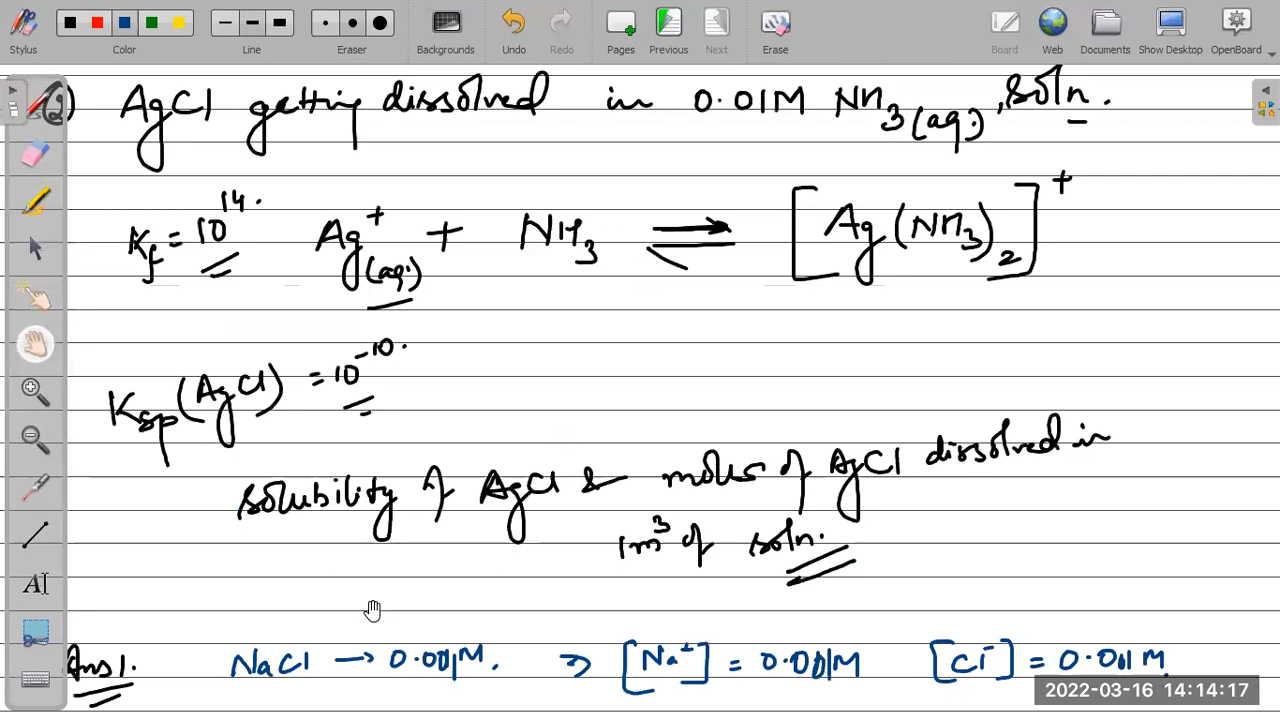 Stylus Color Line Eraser Backgrounds Undo Redo Pages Previous Next Erase Board Web Documents Show Desktop OpenBoard
Q) AgCl getting dissolved in 0.01M NH3(aq.) soln.
Kf = 10^14. Ag+(aq.) + NH3 ⇌ [Ag(NH3)2]+
Ksp(AgCl) = 10^-10.
solubility of AgCl & moles of AgCl dissolved in
1m^3 of soln.
Ans1. NaCl → 0.001M. ⇒ [Na+] = 0.001M [Cl-] = 0.001M
2022-03-16 14:14:17